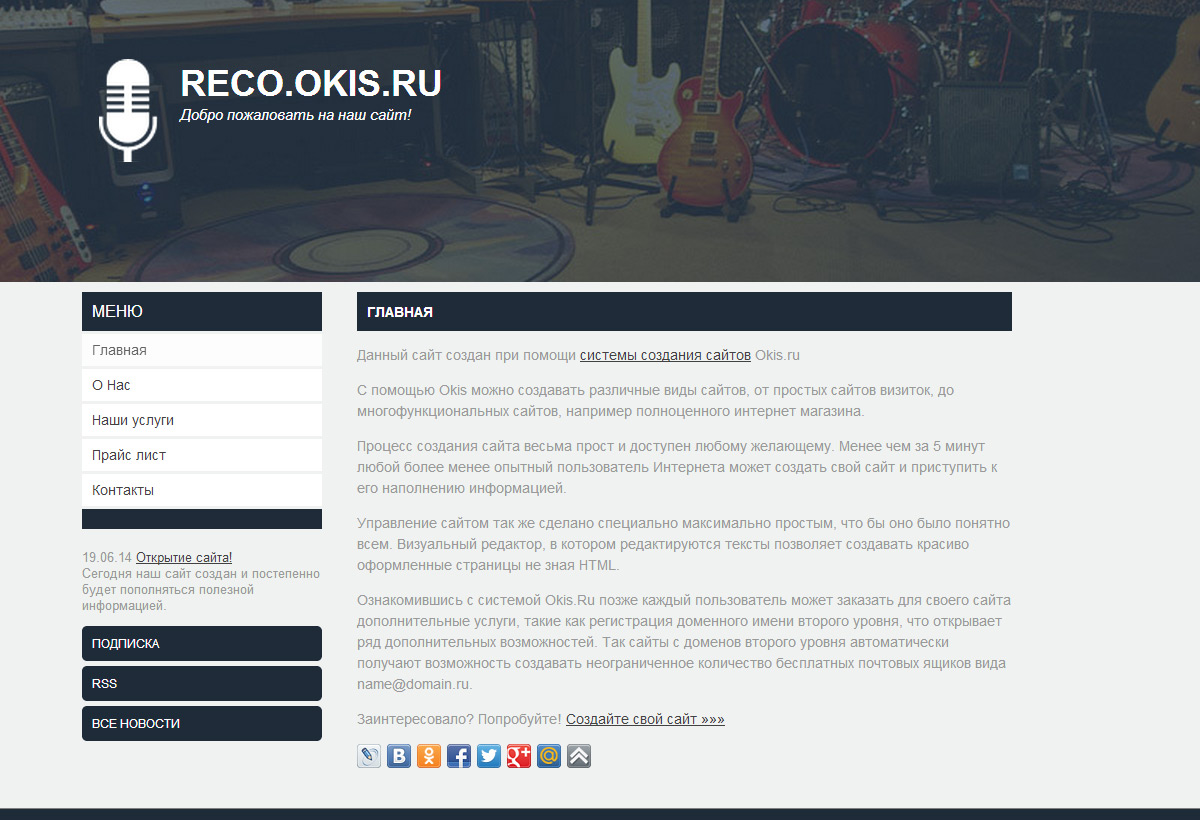 RECO.OKIS.RU
Добро пожаловать на наш сайт!
МЕНЮ
Главная
О Нас
Наши услуги
Прайс лист
Контакты
19.06.14 Открытие сайта!
Сегодня наш сайт создан и постепенно
будет пополняться полезной
информацией.
ПОДПИСКА
RSS
ВСЕ НОВОСТИ
ГЛАВНАЯ
Данный сайт создан при помощи системы создания сайтов Okis.ru
С помощью Okis можно создавать различные виды сайтов, от простых сайтов визиток, до
многофункциональных сайтов, например полноценного интернет магазина.
Процесс создания сайта весьма прост и доступен любому желающему. Менее чем за 5 минут
любой более менее опытный пользователь Интернета может создать свой сайт и приступить к
его наполнению информацией.
Управление сайтом так же сделано специально максимально простым, что бы оно было понятно
всем. Визуальный редактор, в котором редактируются тексты позволяет создавать красиво
оформленные страницы не зная HTML.
Ознакомившись с системой Okis.Ru позже каждый пользователь может заказать для своего сайта
дополнительные услуги, такие как регистрация доменного имени второго уровня, что открывает
ряд дополнительных возможностей. Так сайты с доменов второго уровня автоматически
получают возможность создавать неограниченное количество бесплатных почтовых ящиков вида
name@domain.ru.
Заинтересовало? Попробуйте! Создайте свой сайт »»»